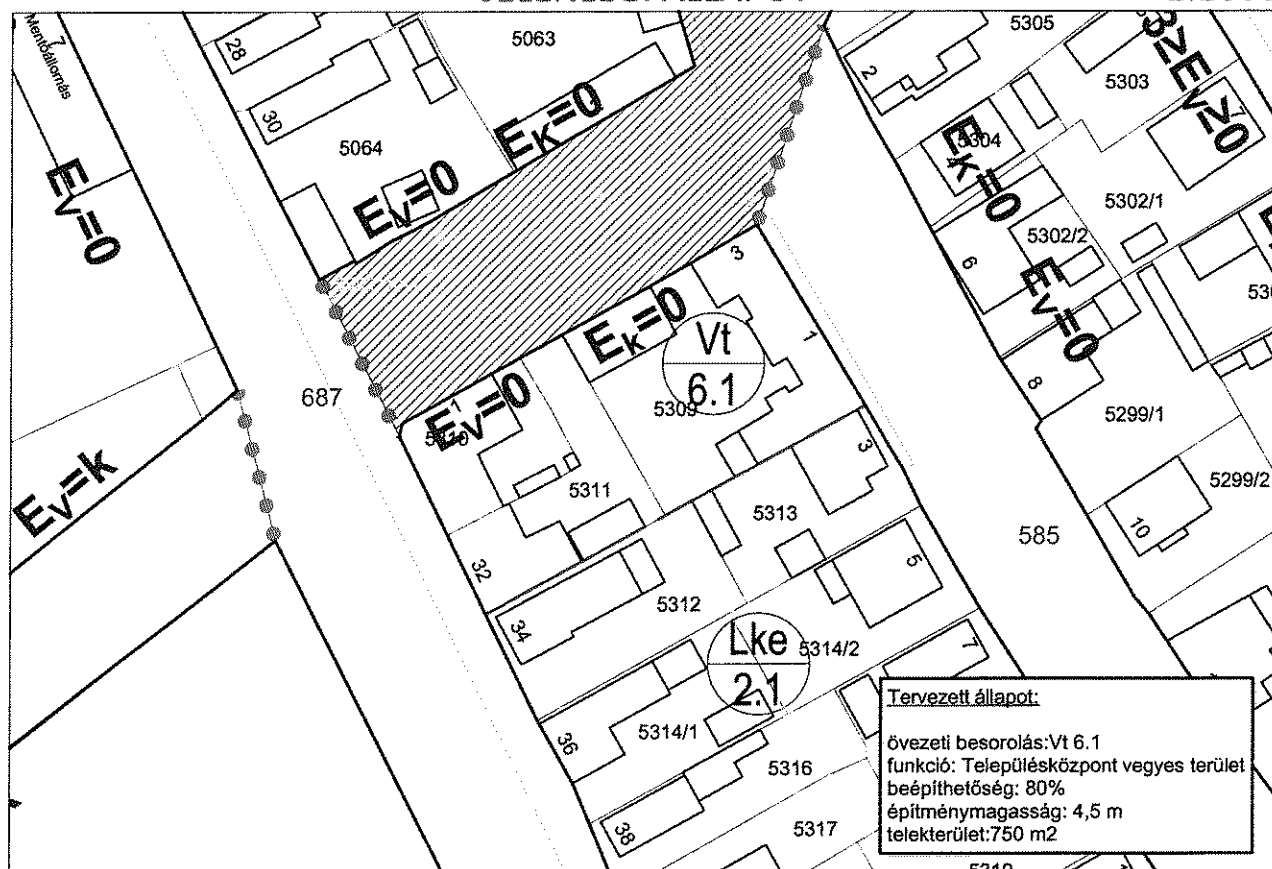 7
Mentőállomás
28
5063
5305
2
30
5064
5303
7
5304
EK=0
EV=0
EV=0
EK=0
3≥EV≥0
5302/1
5302/2
6
EV=0
3
687
EK=0
Vt
6.1
1
5309
1
EV=0
8
5299/1
EV=k
5311
5313
3
5299/2
10
585
32
5312
34
5
Lke
2.1
5314/2
7
36
5314/1
5316
38
5317
Tervezett állapot:
övezeti besorolás:Vt 6.1
funkció: Településközpont vegyes terület
beépíthetőség: 80%
építménymagasság: 4,5 m
telekterület:750 m2